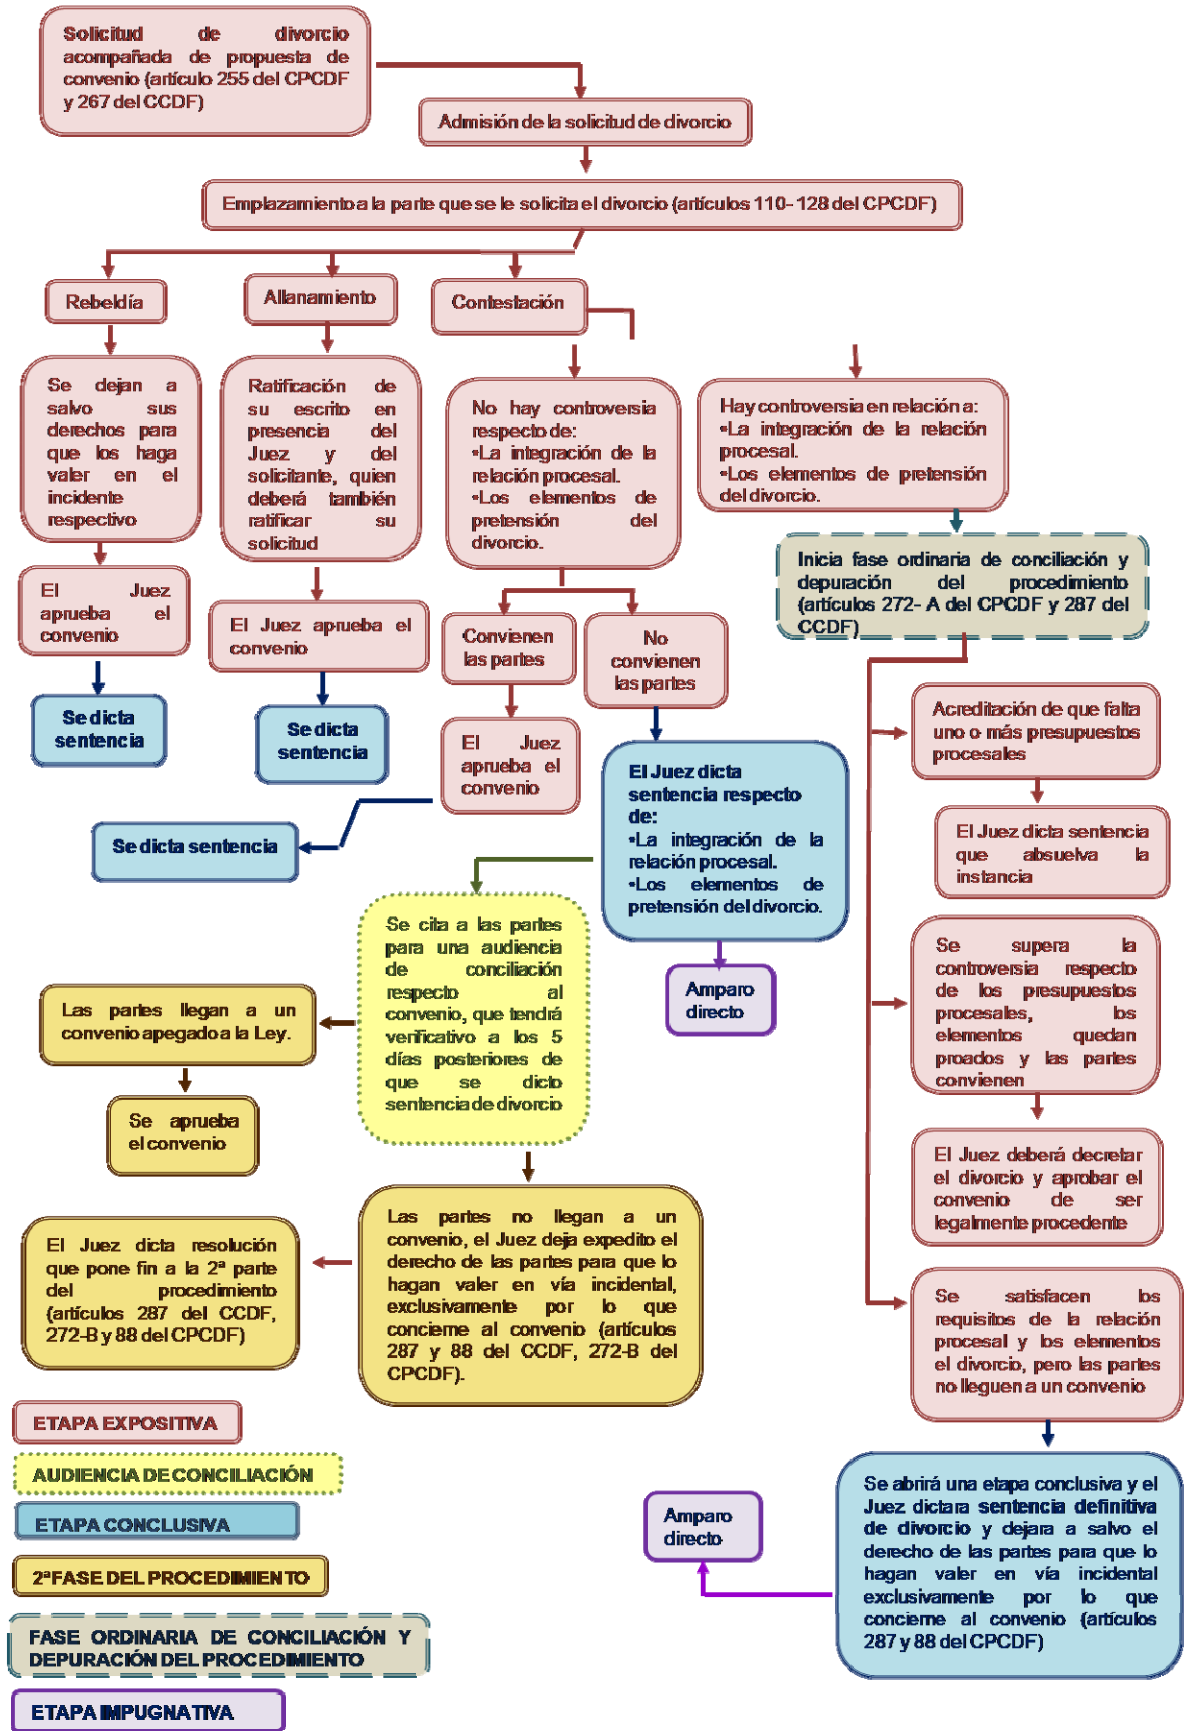 Solicitud de divorcio
acompañada de propuesta de
convenio (artículo 255 del CPCDF
y 267 del CCDF)
Admisión de la solicitud de divorcio
Emplazamiento a la parte que se le solicita el divorcio (artículos 110- 128 del CPCDF)
Rebeldía
Allanamiento
Contestación
Se dejan a
salvo sus
derechos para
que los haga
valer en el
incidente
respectivo
Ratificación de
su escrito en
presencia del
Juez y del
solicitante, quien
deberá también
ratificar su
solicitud
No hay controversia
respecto de:
•La integración de la
relación procesal.
•Los elementos de
pretensión del
divorcio.
Hay controversia en relación a:
•La integración de la relación
procesal.
•Los elementos de pretensión
del divorcio.
Inicia fase ordinaria de conciliación y
depuración del procedimiento
(artículos 272- A del CPCDF y 287 del
CCDF)
El Juez
aprueba el
convenio
El Juez aprueba el
convenio
Convienen
las partes
No
convienen
las partes
Se dicta
sentencia
Se dicta
sentencia
El Juez
aprueba el
convenio
Se dicta sentencia
El Juez dicta
sentencia respecto
de:
•La integración de la
relación procesal.
•Los elementos de
pretensión del divorcio.
Acreditación de que falta
uno o más presupuestos
procesales
El Juez dicta sentencia
que absuelva la
instancia
Se cita a las partes
para una audiencia
de conciliación
respecto al
convenio, que tendrá
verificativo a los 5
días posteriores de
que se dicto
sentencia de divorcio
Amparo
directo
Se supera la
controversia respecto
de los presupuestos
procesales, los
elementos quedan
proados y las partes
convienen
Las partes llegan a un
convenio apegado a la Ley.
Se aprueba
el convenio
El Juez deberá decretar
el divorcio y aprobar el
convenio de ser
legalmente procedente
Las partes no llegan a un
convenio, el Juez deja expedito el
derecho de las partes para que lo
hagan valer en vía incidental,
exclusivamente por lo que
concierne al convenio (artículos
287 y 88 del CCDF, 272-B del
CPCDF).
El Juez dicta resolución
que pone fin a la 2ª parte
del procedimiento
(artículos 287 del CCDF,
272-B y 88 del CPCDF)
Se satisfacen los
requisitos de la relación
procesal y los elementos
el divorcio, pero las partes
no lleguen a un convenio
Se abrirá una etapa conclusiva y el
Juez dictara sentencia definitiva
de divorcio y dejara a salvo el
derecho de las partes para que lo
hagan valer en vía incidental
exclusivamente por lo que
concierne al convenio (artículos
287 y 88 del CPCDF)
Amparo
directo
ETAPA EXPOSITIVA
AUDIENCIA DE CONCILIACIÓN
ETAPA CONCLUSIVA
2ª FASE DEL PROCEDIMIENTO
FASE ORDINARIA DE CONCILIACIÓN Y
DEPURACIÓN DEL PROCEDIMIENTO
ETAPA IMPUGNATIVA